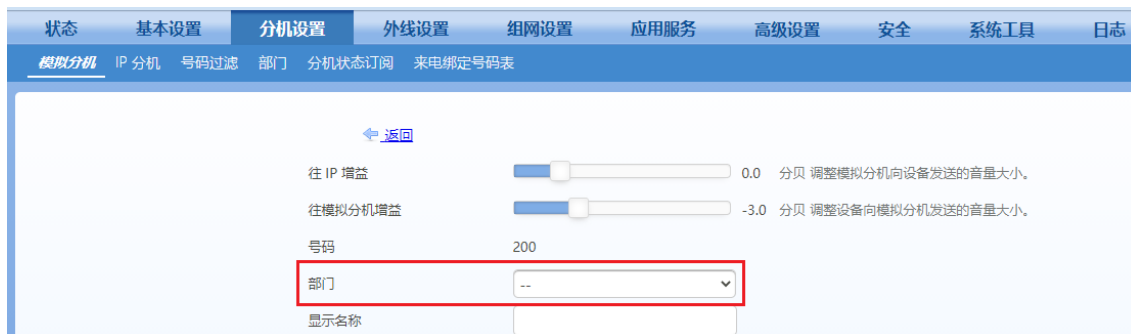 状态 基本设置 分机设置 外线设置 组网设置 应用服务 高级设置 安全 系统工具 日志
模拟分机 IP 分机 号码过滤 部门 分机状态订阅 来电绑定号码表
返回
往 IP 增益 0.0 分贝 调整模拟分机向设备发送的音量大小。
往模拟分机增益 -3.0 分贝 调整设备向模拟分机发送的音量大小。
号码 200
部门 --
显示名称